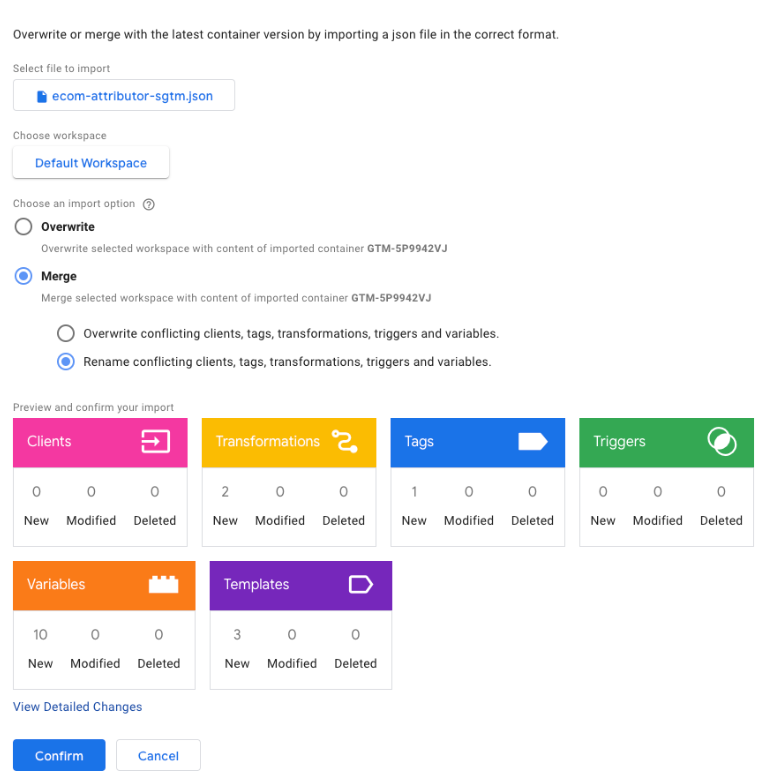 Overwrite or merge with the latest container version by importing a json file in the correct format.
Select file to import
ecom-attributor-sgtm.json
Choose workspace
Default Workspace
Choose an import option ?
Overwrite
Overwrite selected workspace with content of imported container GTM-5P9942VJ
Merge
Merge selected workspace with content of imported container GTM-5P9942VJ
Overwrite conflicting clients, tags, transformations, triggers and variables.
Rename conflicting clients, tags, transformations, triggers and variables.
Preview and confirm your import
Clients Transformations Tags Triggers
0 0 0 2 0 0 1 0 0 0 0 0
New Modified Deleted New Modified Deleted New Modified Deleted New Modified Deleted
Variables Templates
10 0 0 3 0 0
New Modified Deleted New Modified Deleted
View Detailed Changes
Confirm Cancel